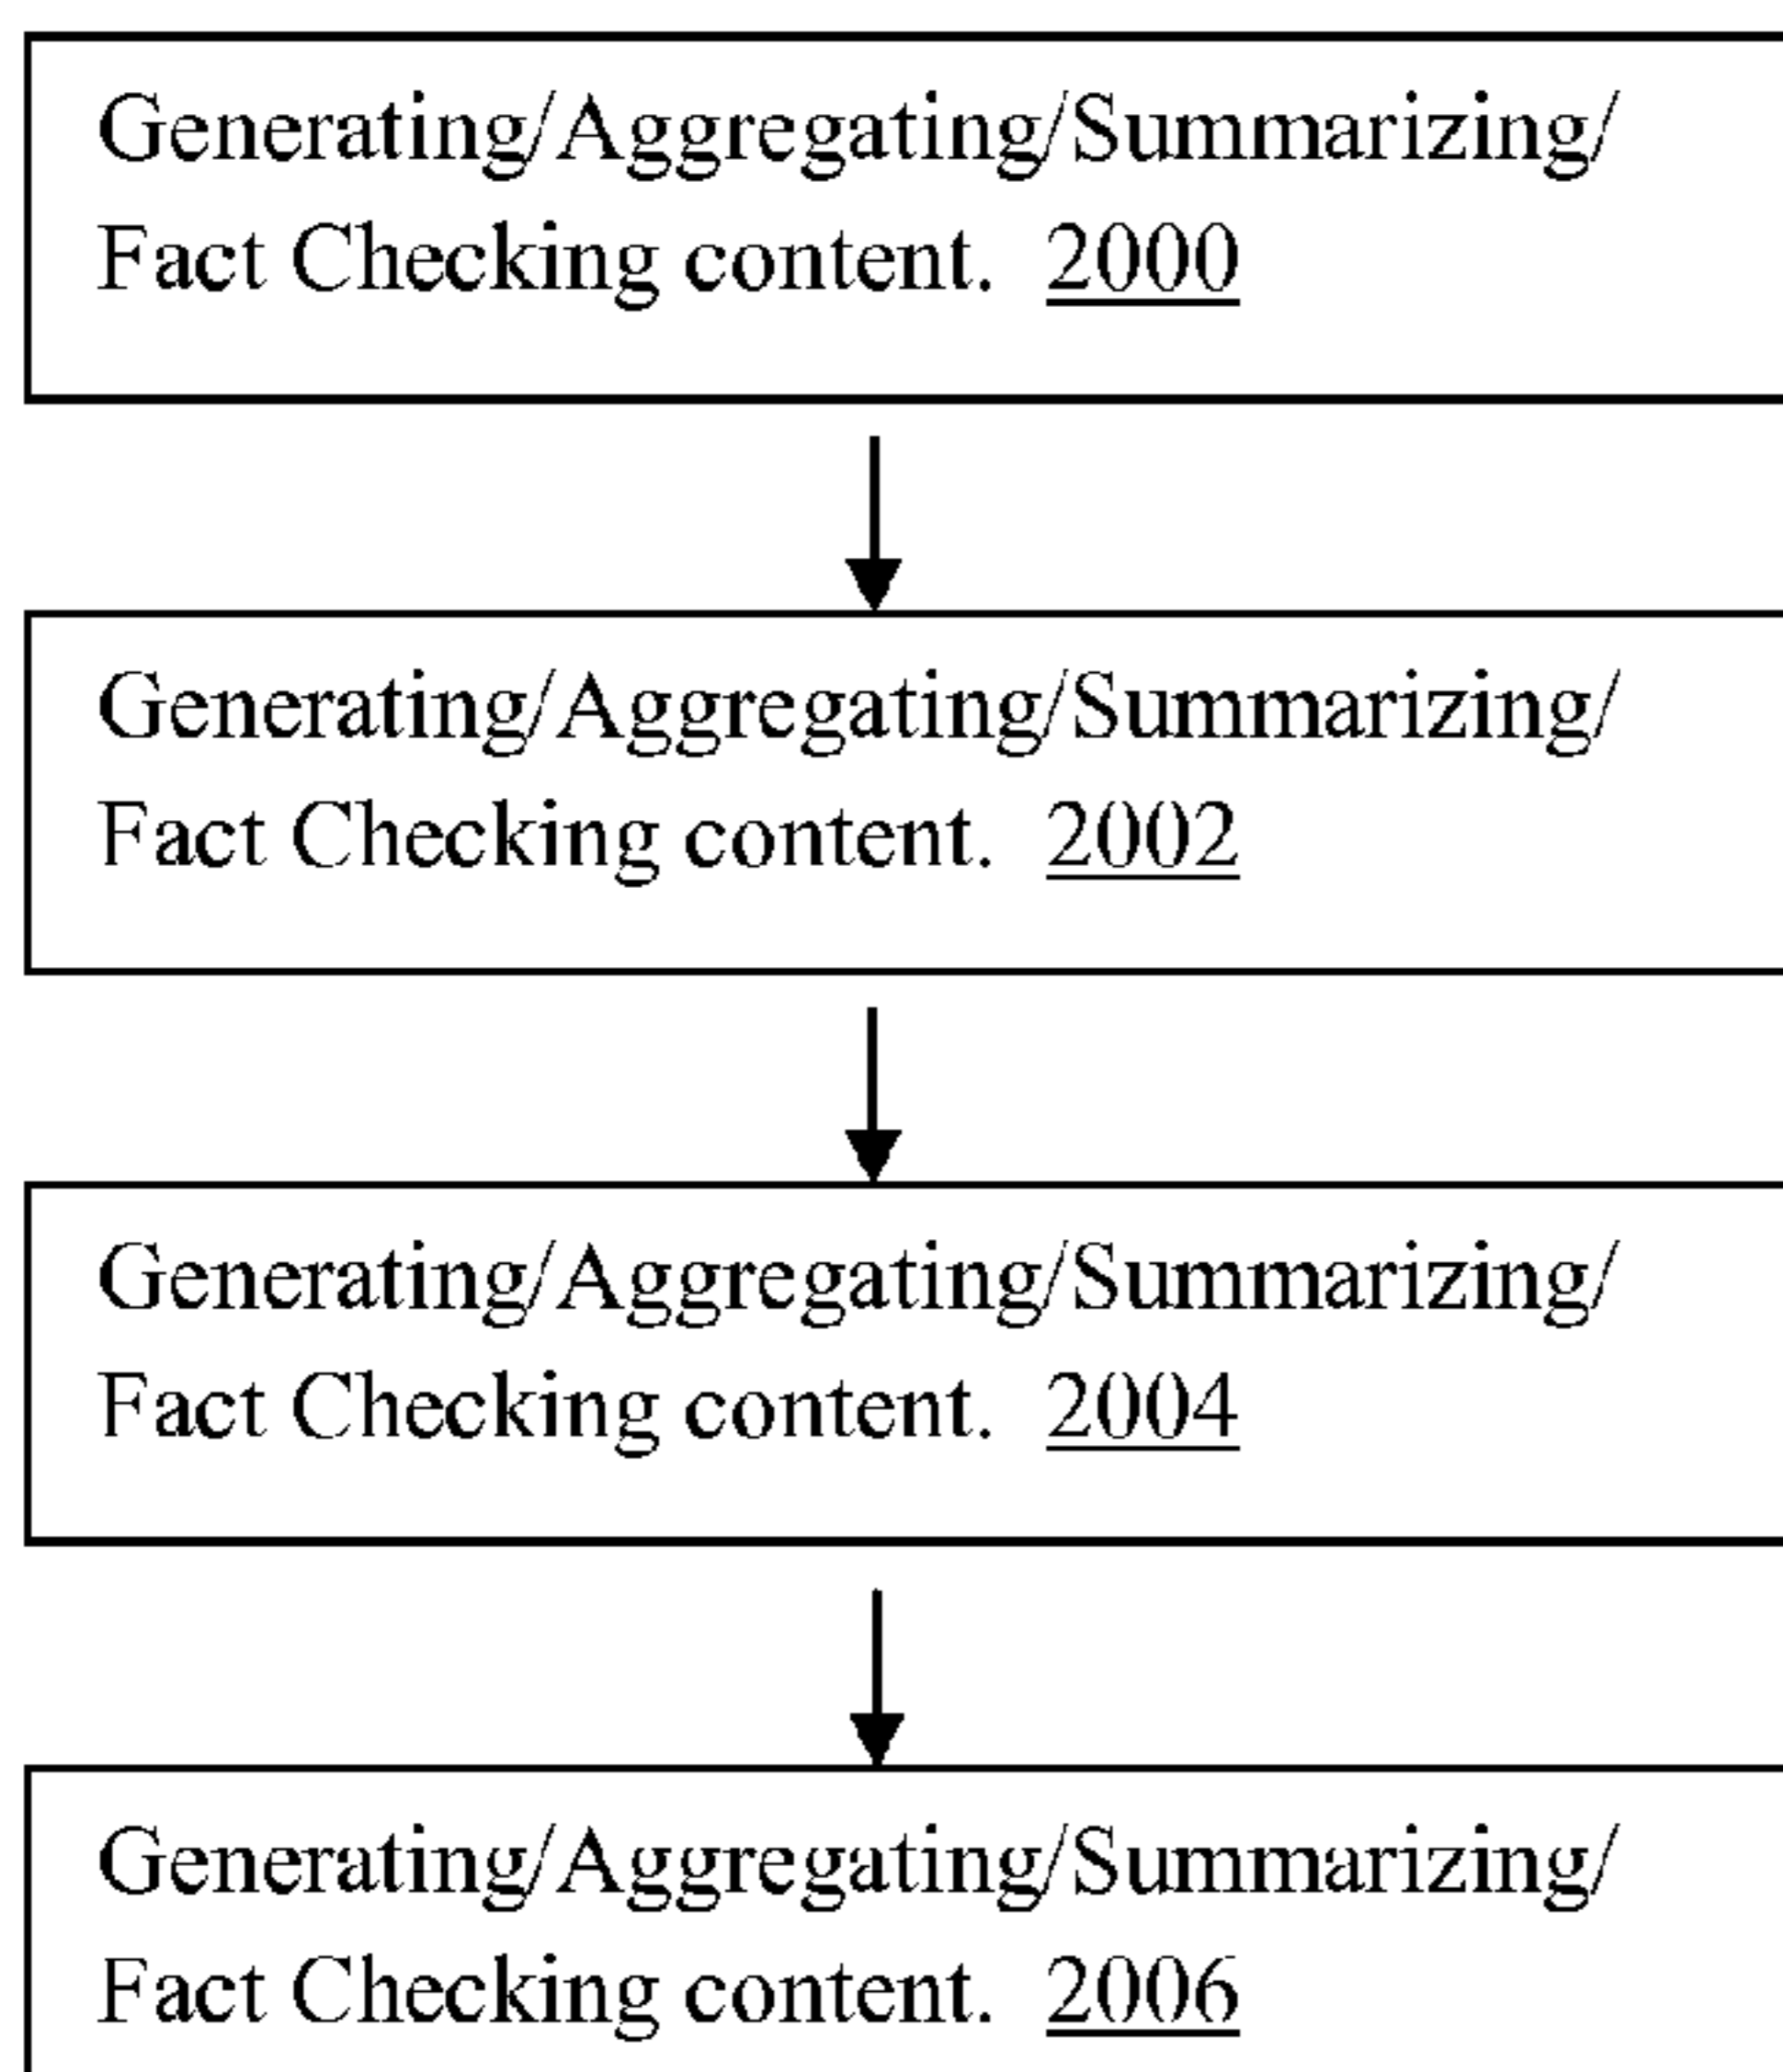 Generating/Aggregating/Summarizing/
Fact Checking content. 2000
Generating/Aggregating/Summarizing/
Fact Checking content. 2002
Generating/Aggregating/Summarizing/
Fact Checking content. 2004
Generating/Aggregating/Summarizing/
Fact Checking content. 2006